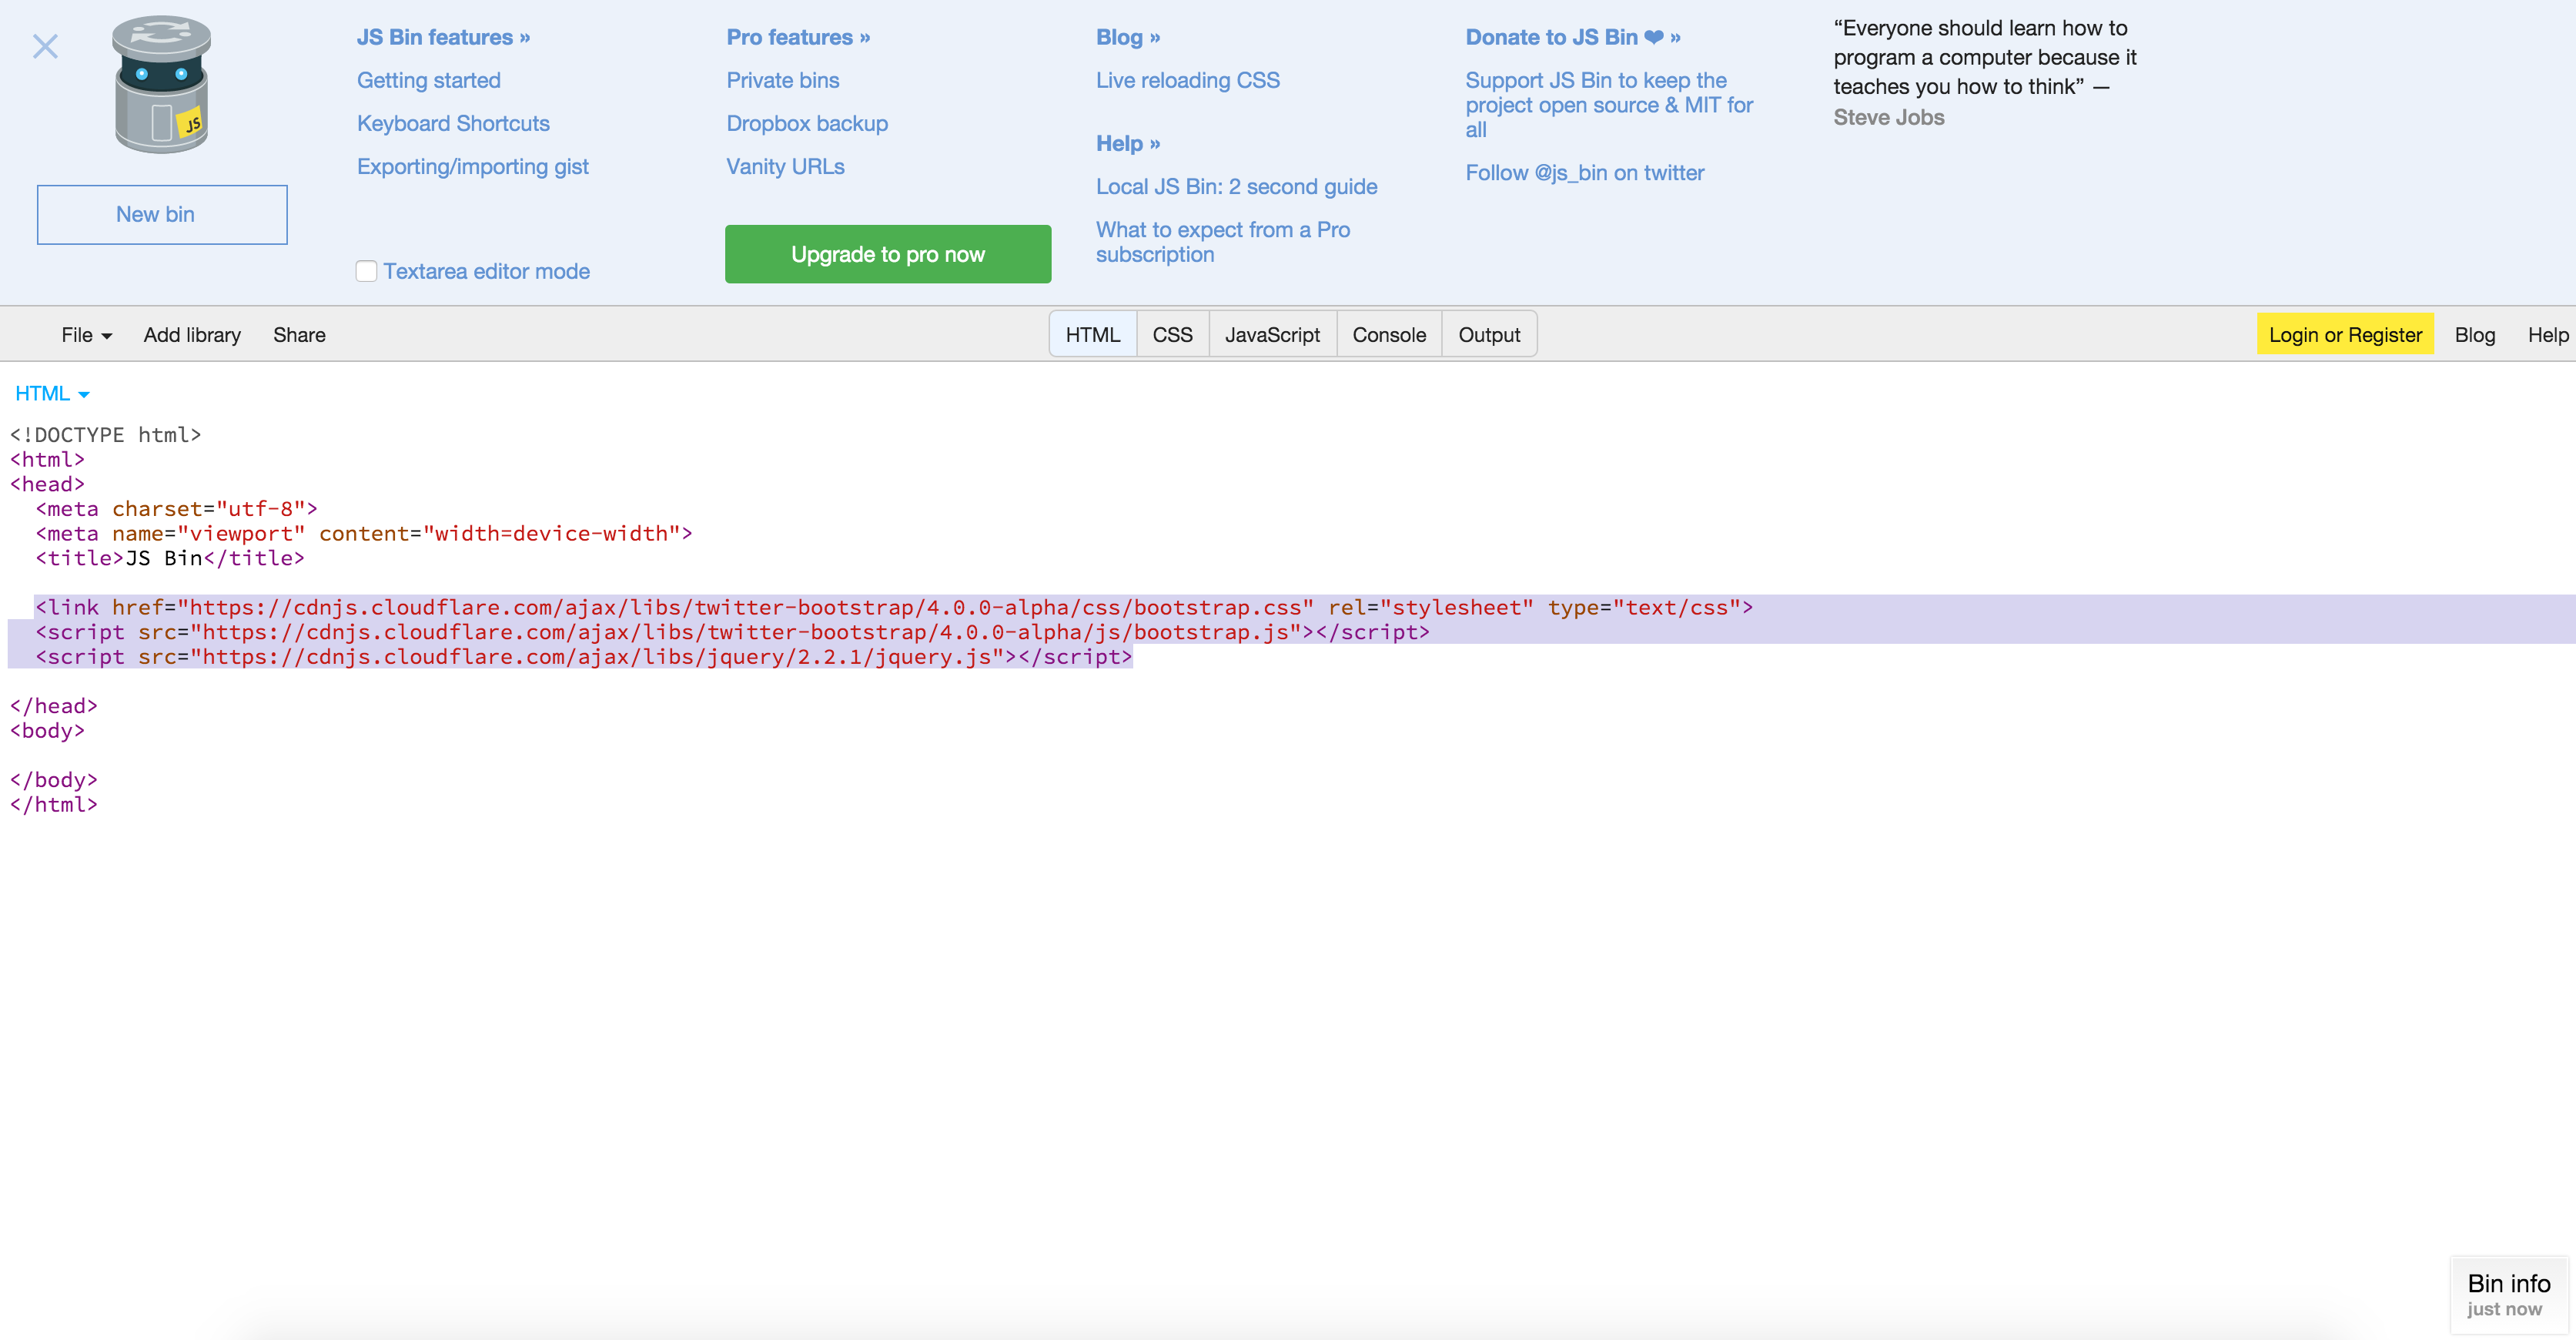 JS Bin features »
Getting started
Keyboard Shortcuts
Exporting/importing gist
Textarea editor mode
Pro features »
Private bins
Dropbox backup
Vanity URLs
Upgrade to pro now
Blog »
Live reloading CSS
Help »
Local JS Bin: 2 second guide
What to expect from a Pro
subscription
Donate to JS Bin ❤ »
Support JS Bin to keep the
project open source & MIT for
all
Follow @js_bin on twitter
“Everyone should learn how to
program a computer because it
teaches you how to think” —
Steve Jobs
JS
New bin
File Add library Share HTML CSS JavaScript Console Output Login or Register Blog Help
HTML
<!DOCTYPE html>
<html>
<head>
  <meta charset="utf-8">
  <meta name="viewport" content="width=device-width">
  <title>JS Bin</title>
  <link href="https://cdnjs.cloudflare.com/ajax/libs/twitter-bootstrap/4.0.0-alpha/css/bootstrap.css" rel="stylesheet" type="text/css">
  <script src="https://cdnjs.cloudflare.com/ajax/libs/twitter-bootstrap/4.0.0-alpha/js/bootstrap.js"></script>
  <script src="https://cdnjs.cloudflare.com/ajax/libs/jquery/2.2.1/jquery.js"></script>
</head>
<body>
</body>
</html>
Bin info
just now